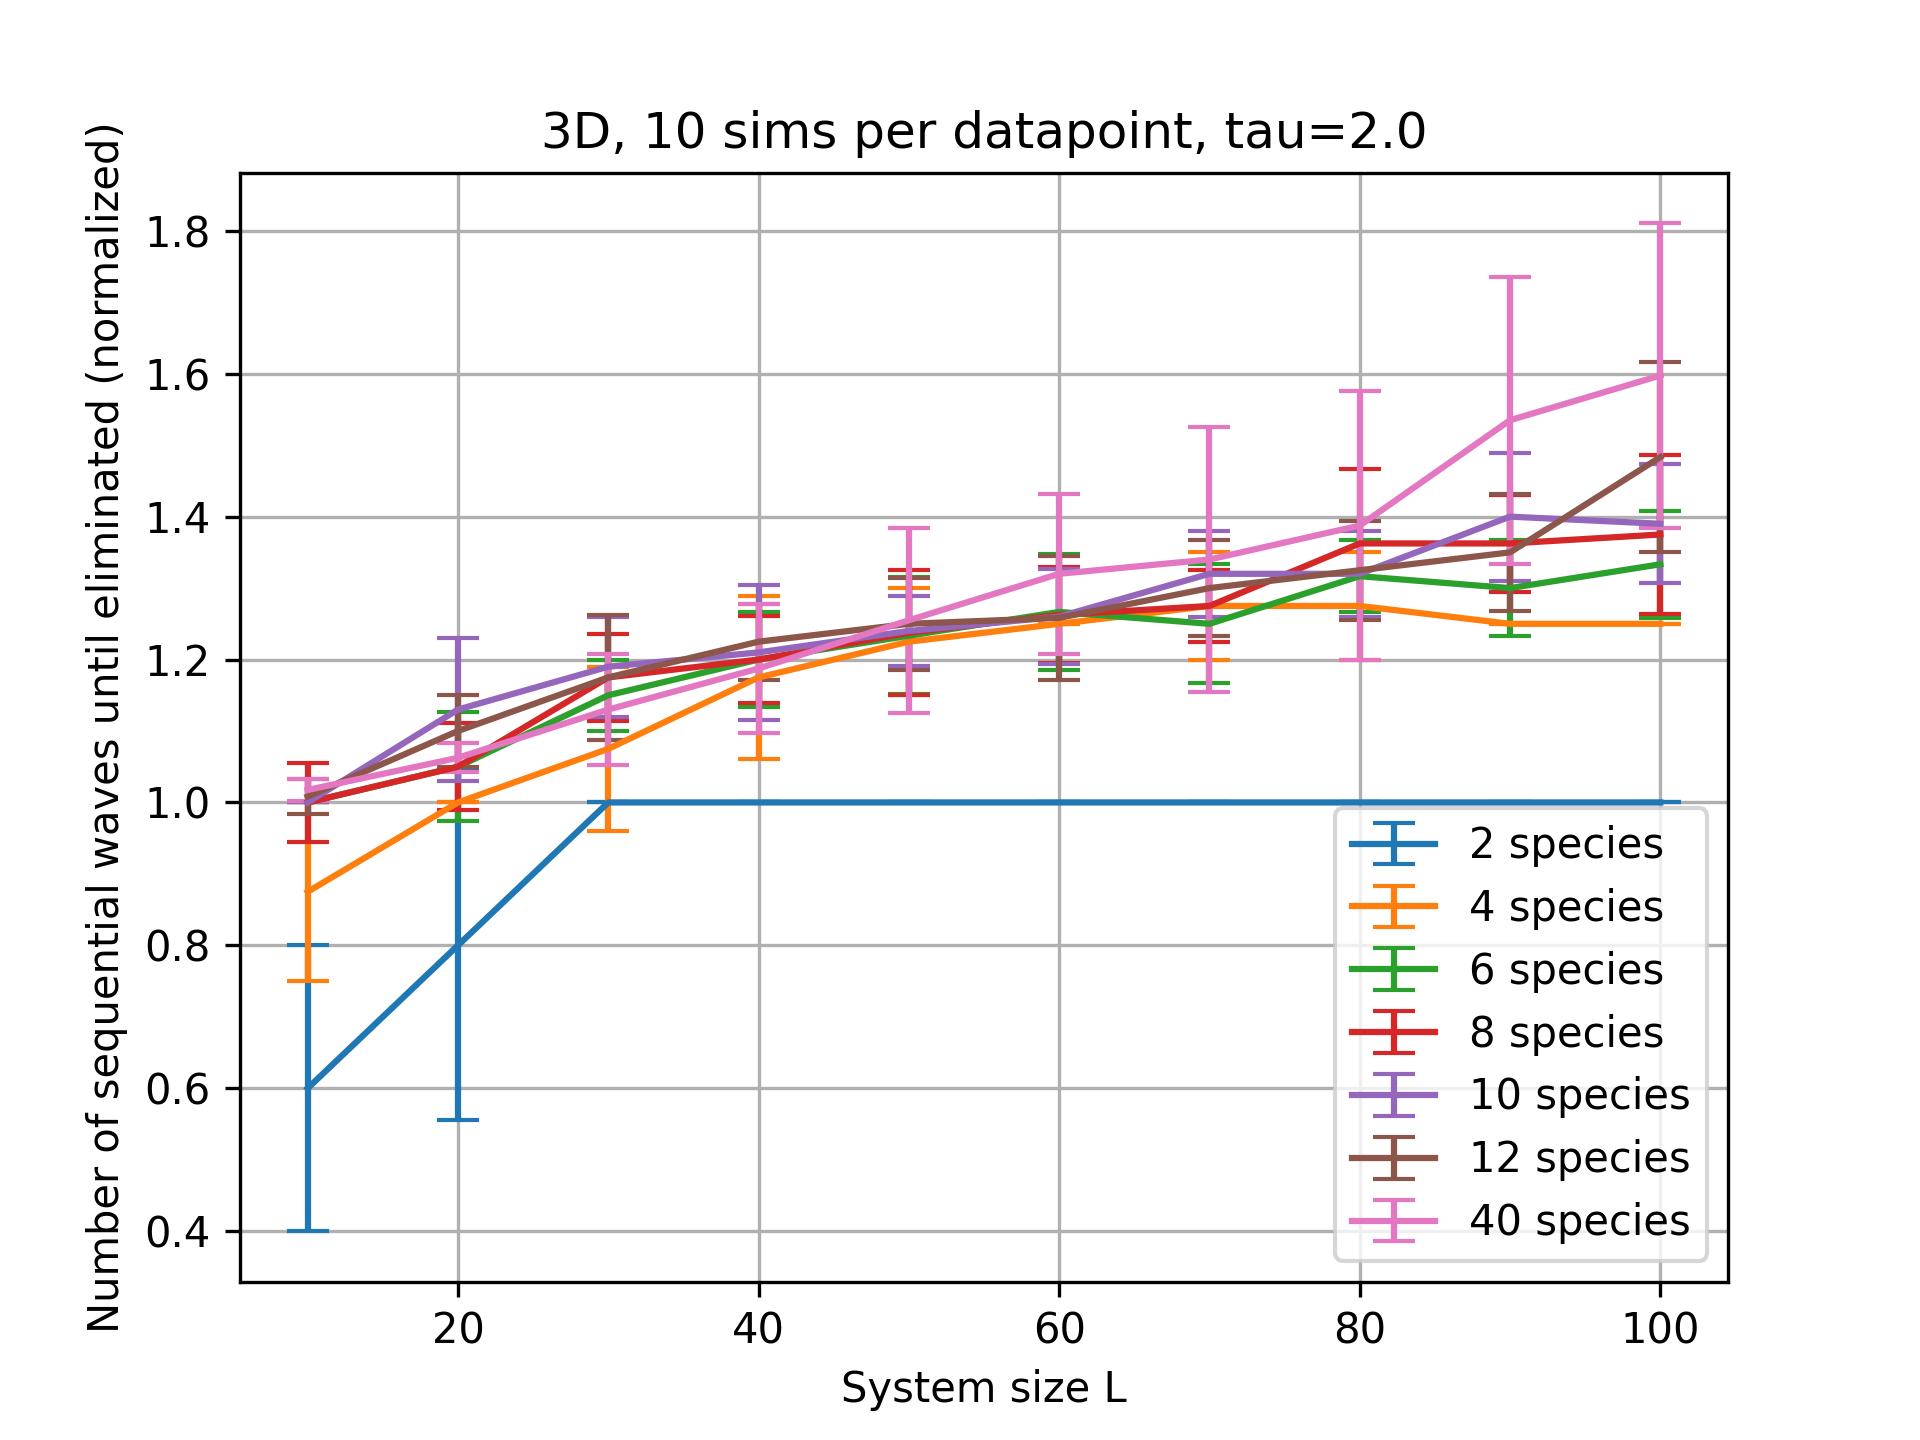 3D, 10 sims per datapoint, tau=2.0
Number of sequential waves until eliminated (normalized)
1.8
1.6
1.4
1.2
1.0
0.8
0.6
0.4
2 species
4 species
6 species
8 species
10 species
12 species
40 species
20 40 60 80 100
System size L